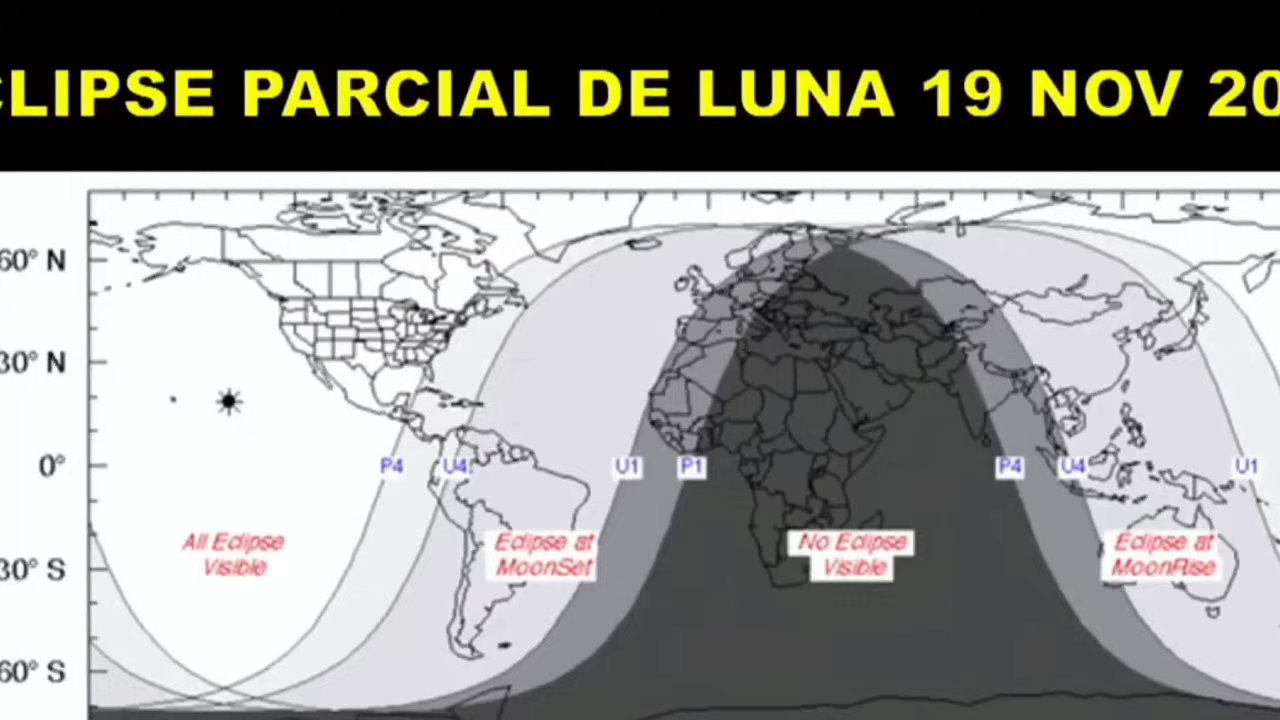 CLIPSE PARCIAL DE LUNA 19 NOV 20
60° N
30° N
0°
P4 U4 U1 P1 P4 U4 U1
All Eclipse
Visible
Eclipse at
MoonSet
No Eclipse
Visible
Eclipse at
MoonRise
30° S
60° S